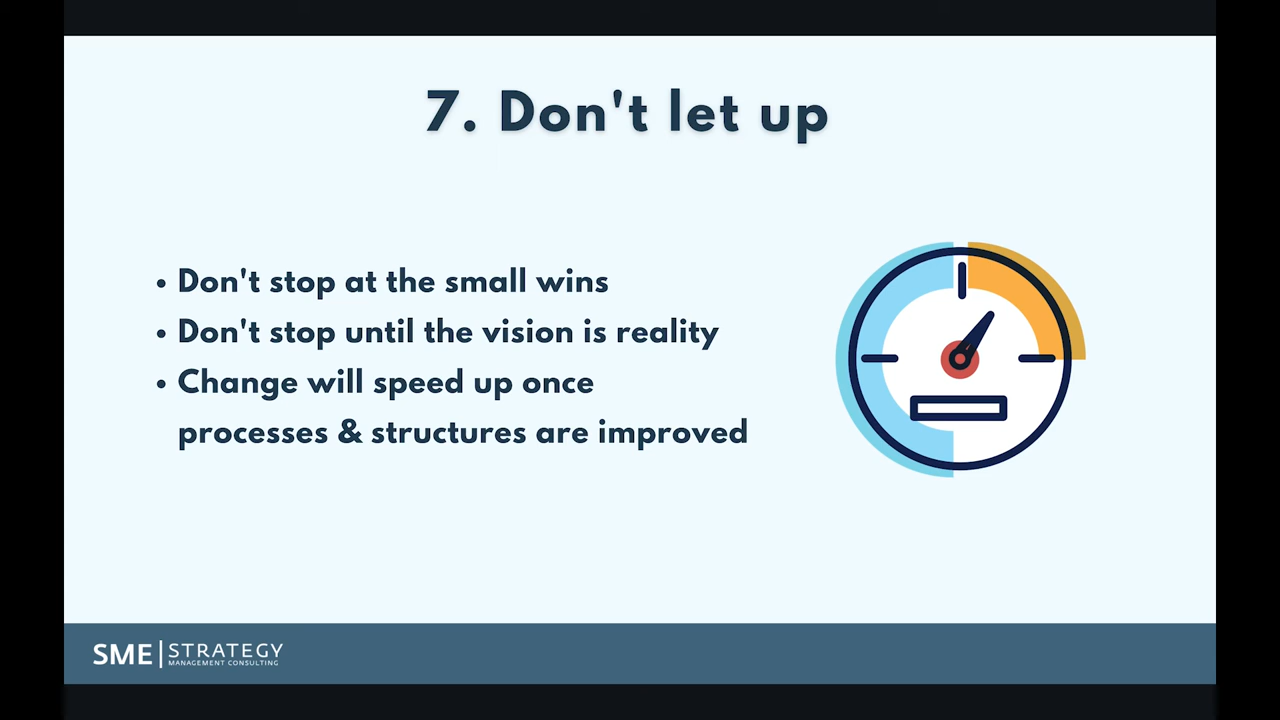 7. Don't let up
• Don't stop at the small wins
• Don't stop until the vision is reality
• Change will speed up once
processes & structures are improved
SME | STRATEGY
MANAGEMENT CONSULTING